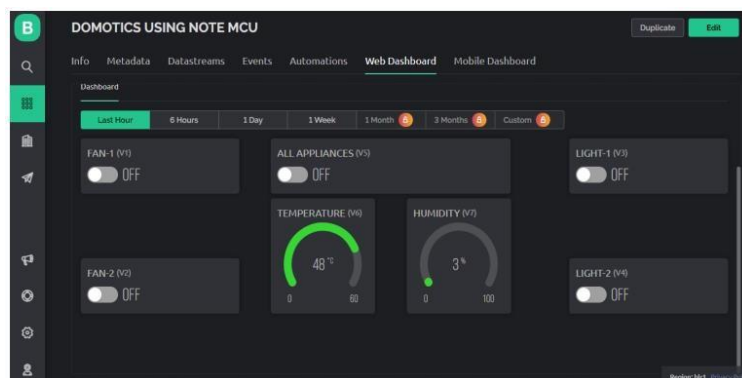 B
DOMOTICS USING NOTE MCU
Duplicate
Edit
Info Metadata Datastreams Events Automations Web Dashboard Mobile Dashboard
Dashboard
Last Hour 6 Hours 1 Day 1 Week 1 Month 3 Months Custom
FAN-1 (V1)
OFF
ALL APPLIANCES (V5)
OFF
LIGHT-1 (V3)
OFF
TEMPERATURE (V6)
48 °C
0 60
HUMIDITY (V7)
3 %
0 100
FAN-2 (V2)
OFF
LIGHT-2 (V4)
OFF
Region: